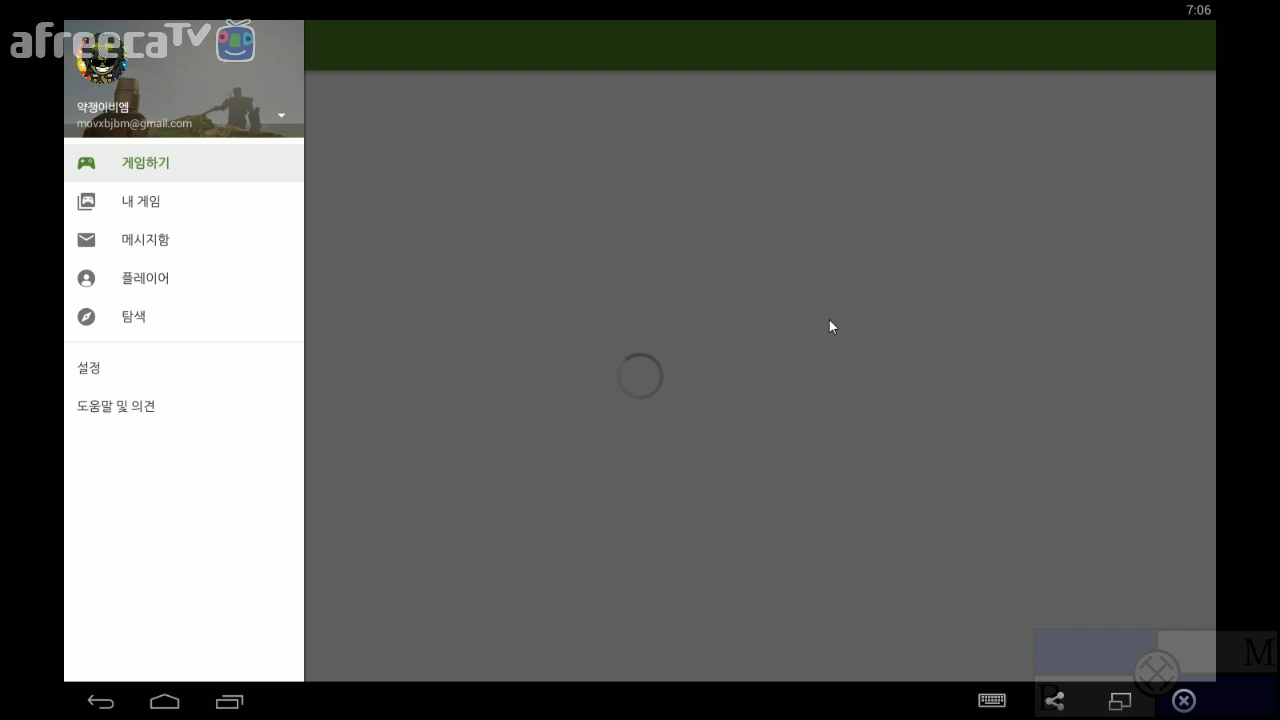 7:06
afreecaTV
악쟁이비엠
movxbjbm@gmail.com
게임하기
내 게임
메시지함
플레이어
탐색
설정
도움말 및 의견
M
B